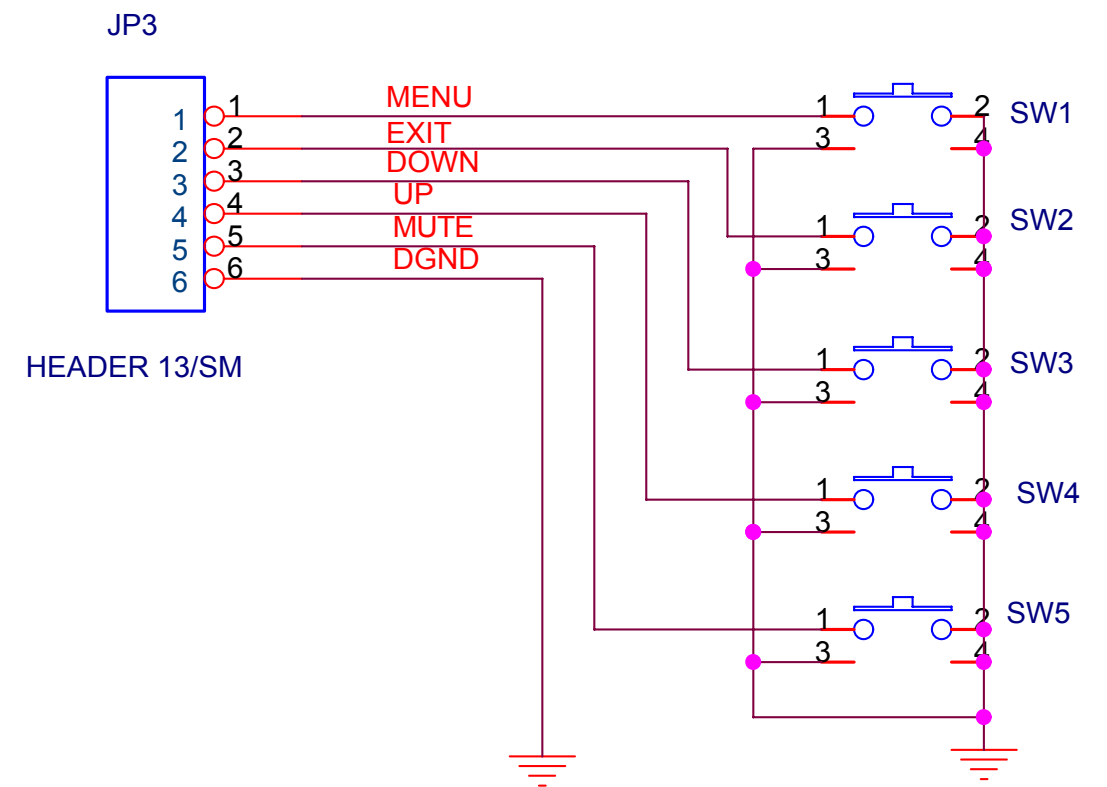 JP3
1 1 MENU
2 2 EXIT
3 3 DOWN
4 4 UP
5 5 MUTE
6 6 DGND
HEADER 13/SM
1 2 SW1
3 4
1 2 SW2
3 4
1 2 SW3
3 4
1 2 SW4
3 4
1 2 SW5
3 4